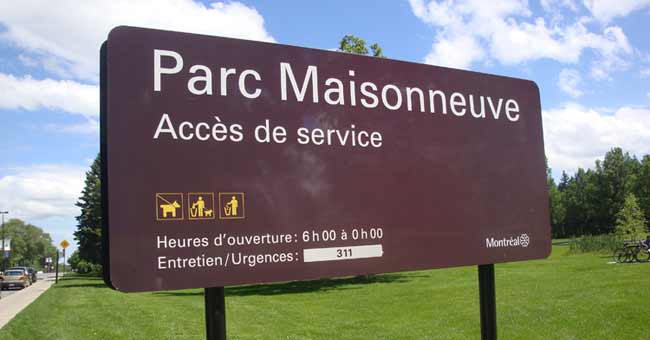 Parc Maisonneuve
Accès de service
Heures d'ouverture : 6 h 00 à 0 h 00
Entretien / Urgences : 311
Montréal